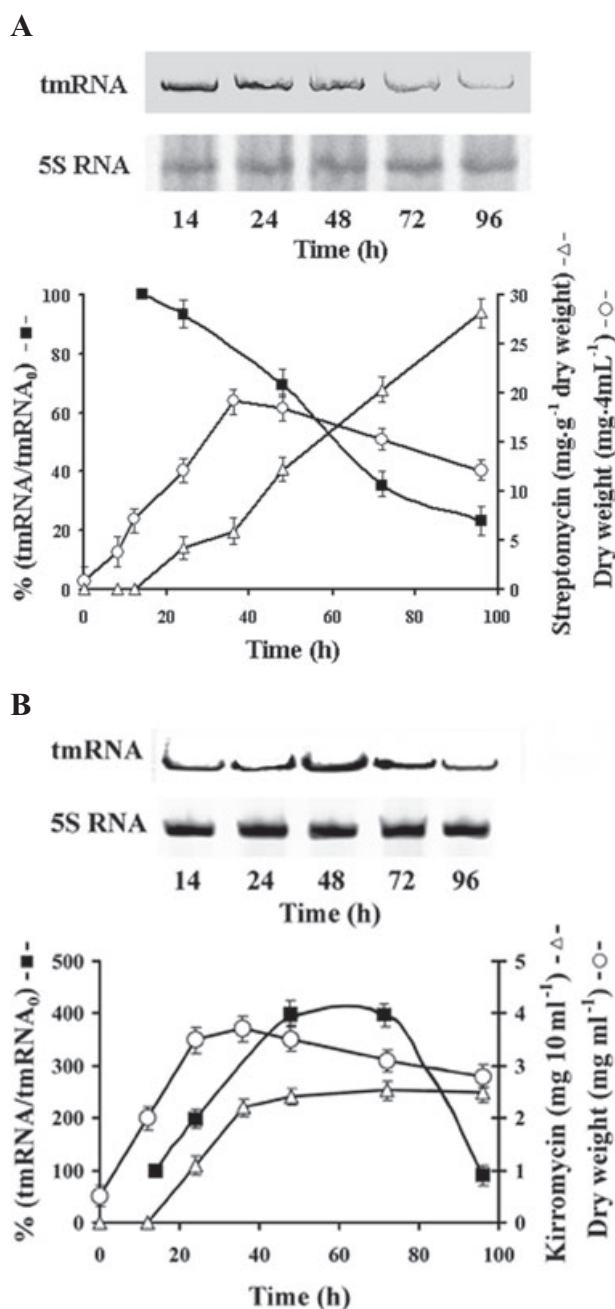 A
tmRNA
5S RNA
14 24 48 72 96
Time (h)
% (tmRNA/tmRNA₀) -■-
100
80
60
40
20
0
0 20 40 60 80 100
Time (h)
30
25
20
15
10
5
0
Streptomycin (mg·g⁻¹ dry weight) -△-
Dry weight (mg·4mL⁻¹) -○-
B
tmRNA
5S RNA
14 24 48 72 96
Time (h)
% (tmRNA/tmRNA₀) -■-
500
400
300
200
100
0
0 20 40 60 80 100
Time (h)
5
4
3
2
1
0
Kirromycin (mg 10 ml⁻¹) -△-
Dry weight (mg ml⁻¹) -○-